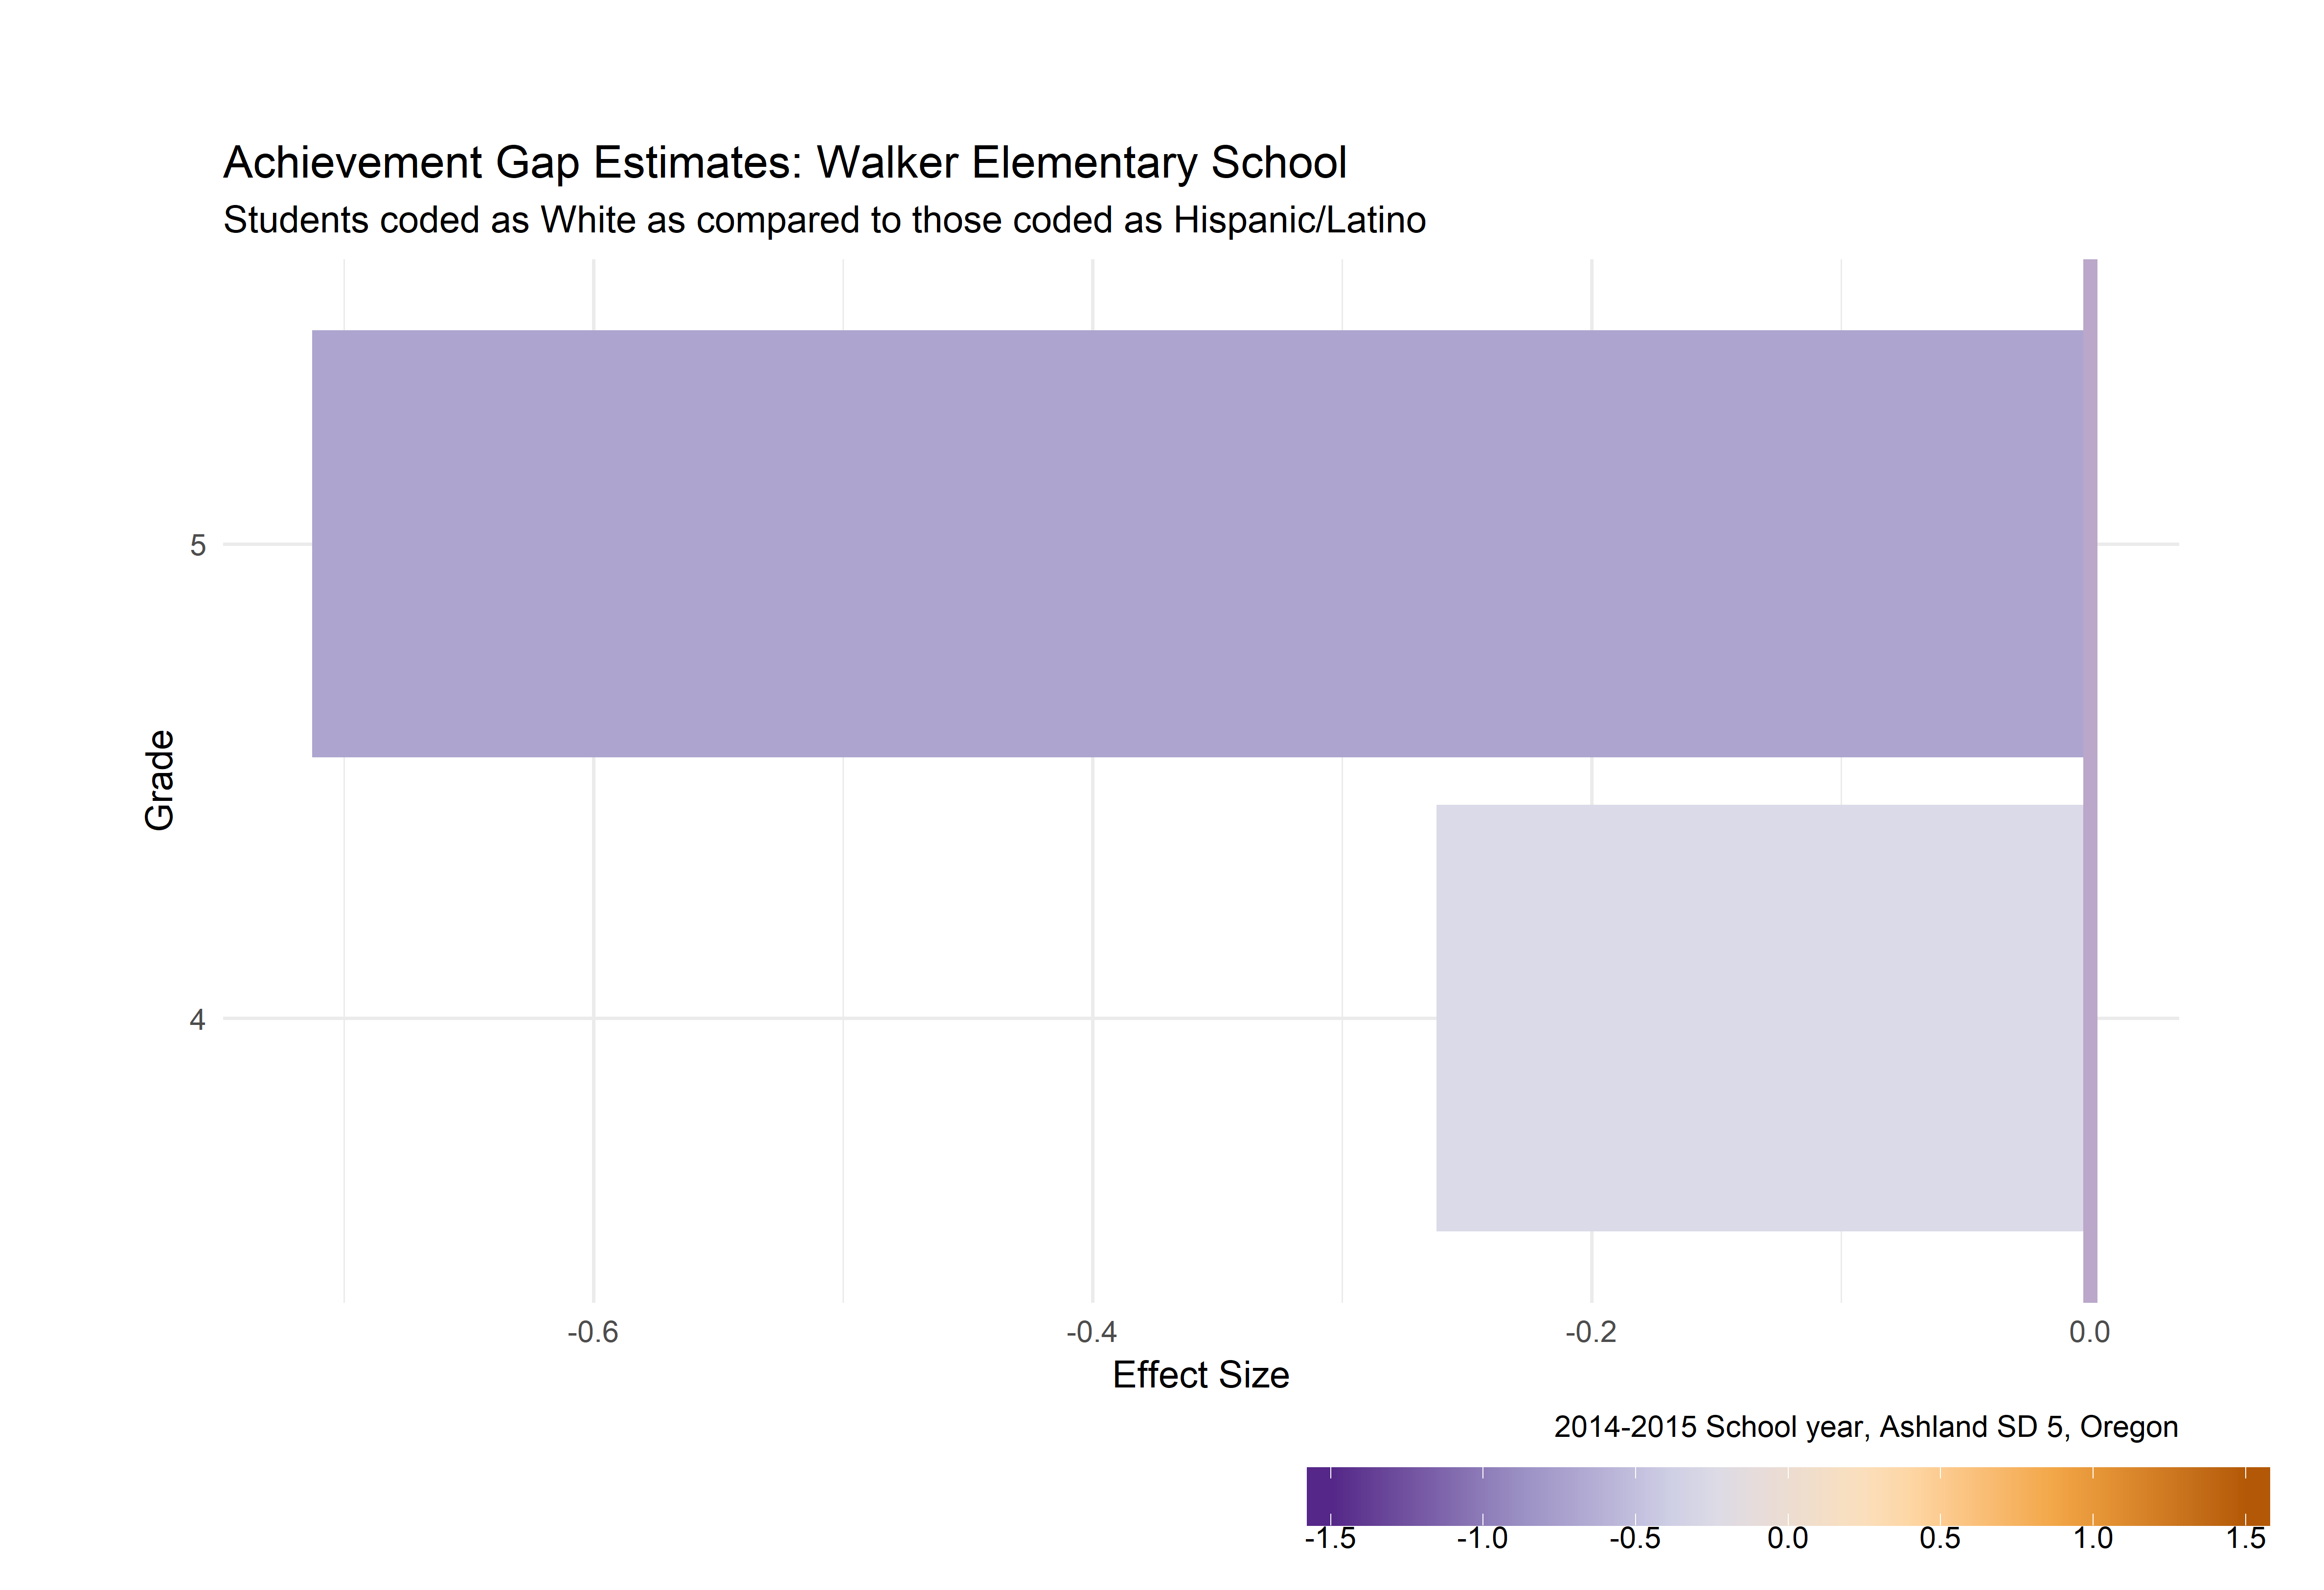 Achievement Gap Estimates: Walker Elementary School
Students coded as White as compared to those coded as Hispanic/Latino
5
Grade
4
-0.6 -0.4 -0.2 0.0
Effect Size
2014-2015 School year, Ashland SD 5, Oregon
-1.5 -1.0 -0.5 0.0 0.5 1.0 1.5